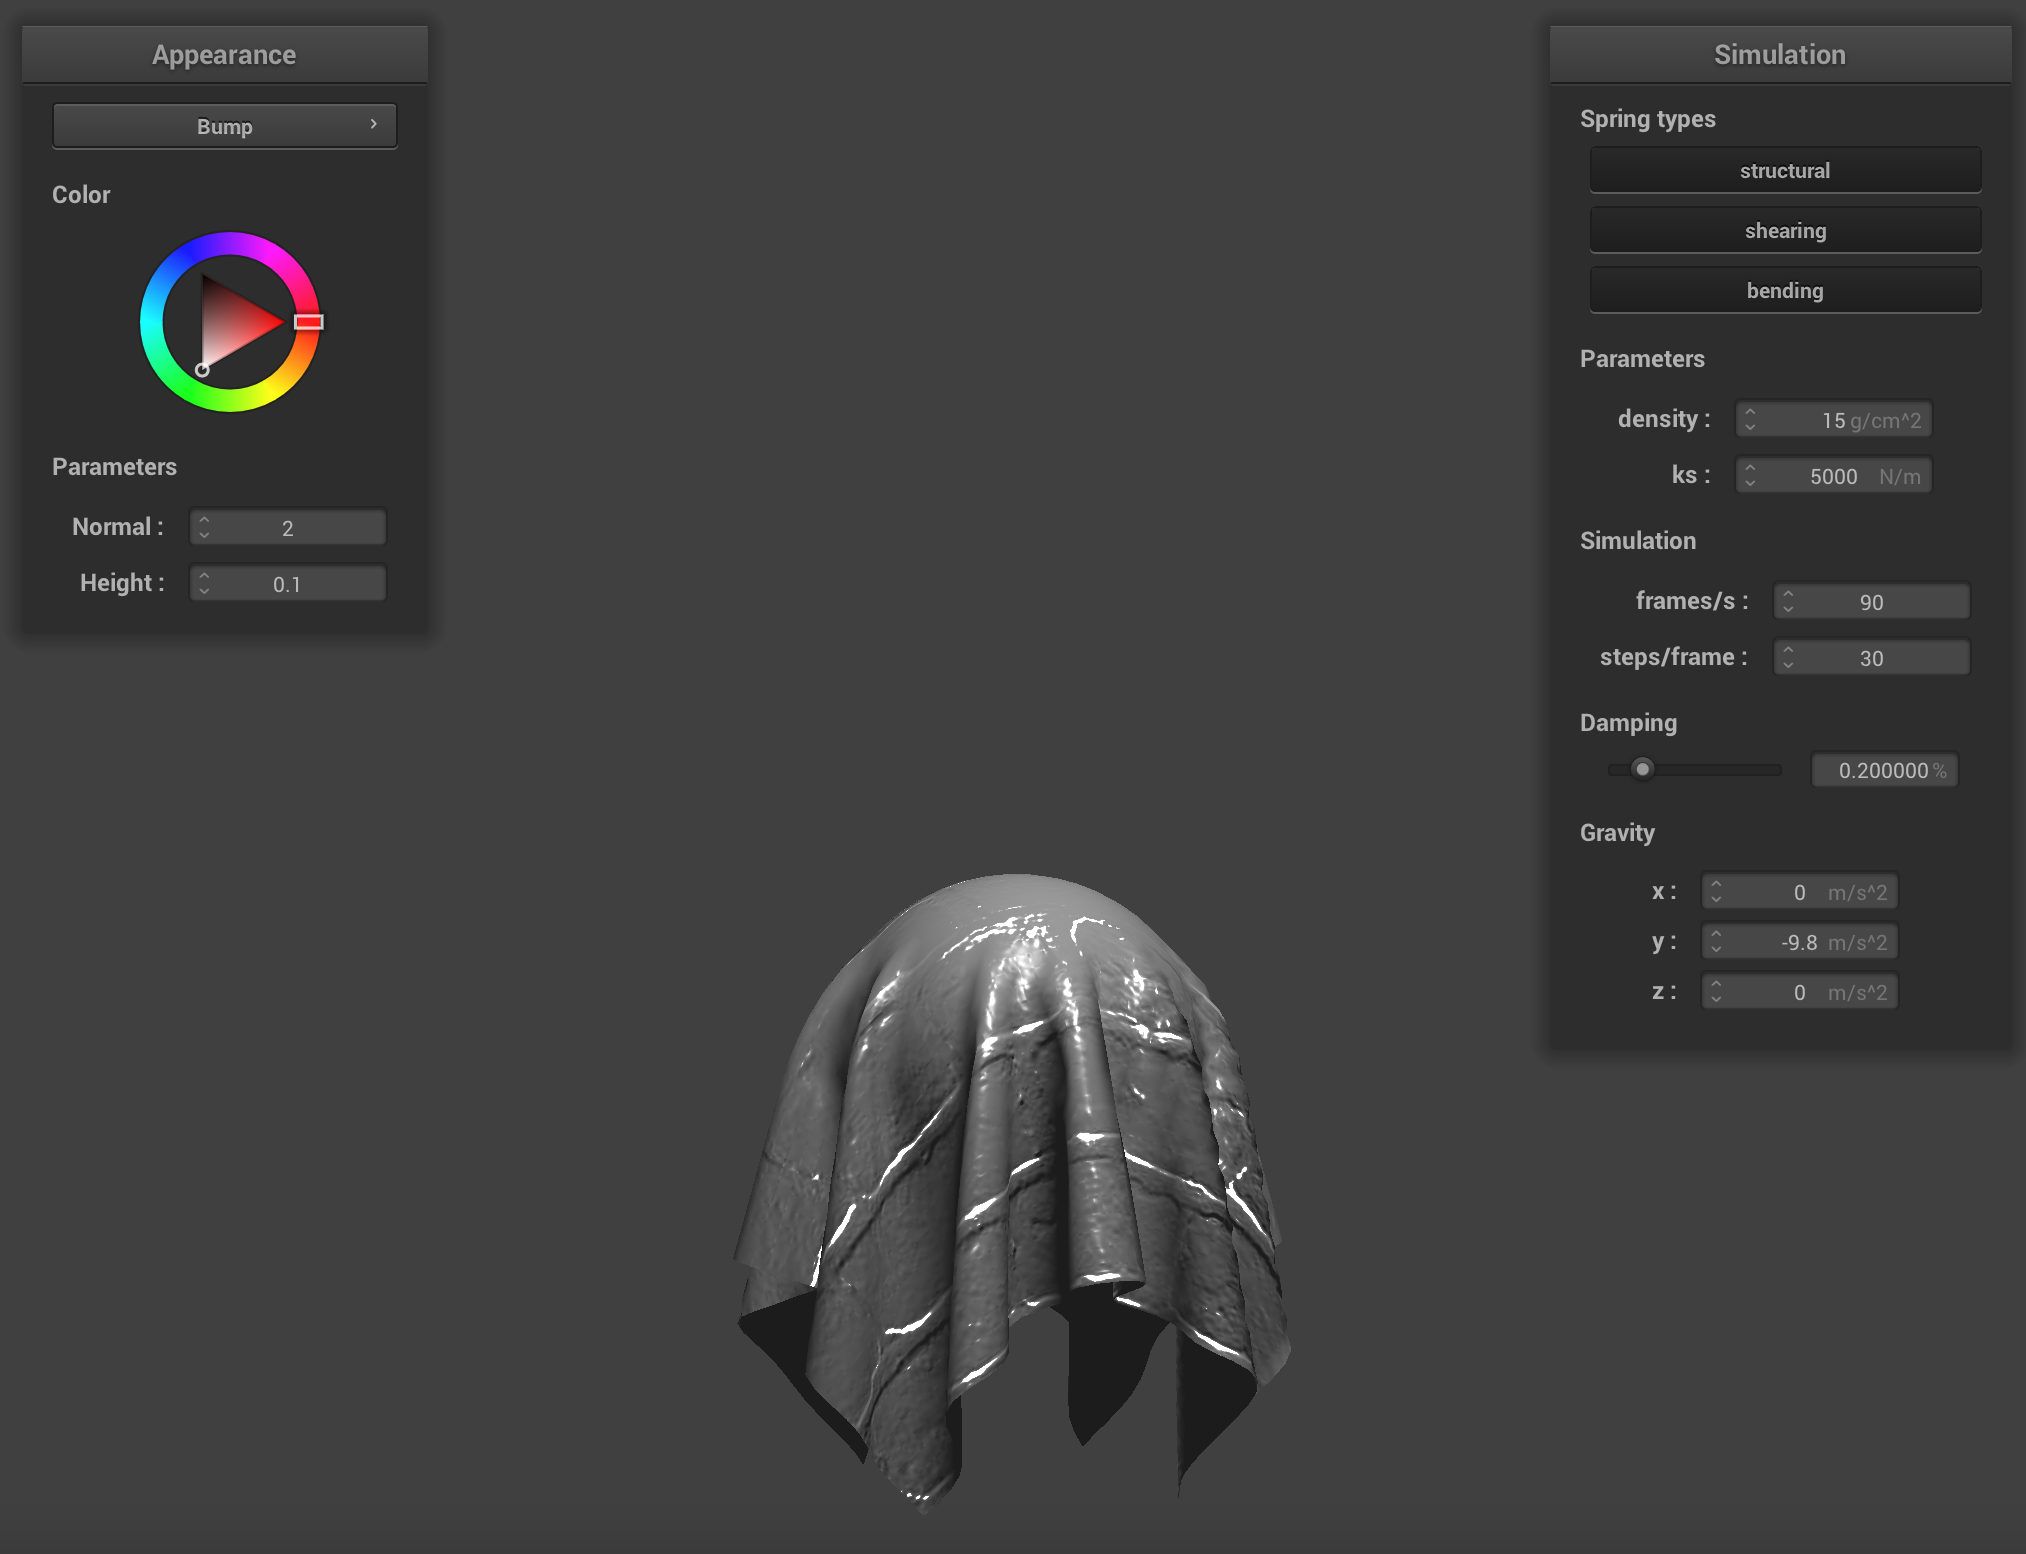 Appearance
Bump
Color
Parameters
Normal : 2
Height : 0.1
Simulation
Spring types
structural
shearing
bending
Parameters
density : 15 g/cm^2
ks : 5000 N/m
Simulation
frames/s : 90
steps/frame : 30
Damping
0.200000 %
Gravity
x : 0 m/s^2
y : -9.8 m/s^2
z : 0 m/s^2